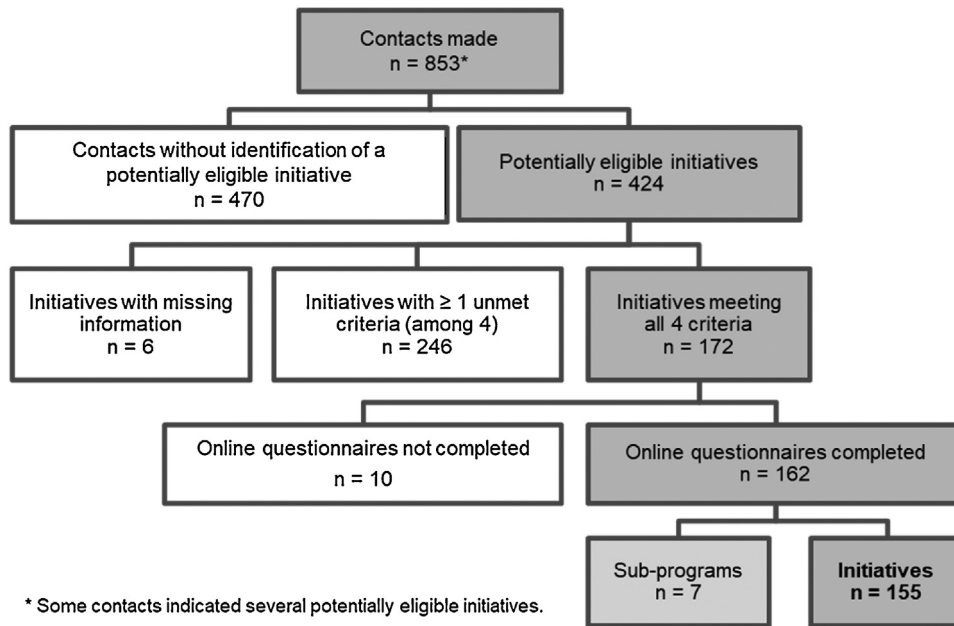 Contacts made
n = 853*
Contacts without identification of a
potentially eligible initiative
n = 470
Potentially eligible initiatives
n = 424
Initiatives with missing
information
n = 6
Initiatives with ≥ 1 unmet
criteria (among 4)
n = 246
Initiatives meeting
all 4 criteria
n = 172
Online questionnaires not completed
n = 10
Online questionnaires completed
n = 162
Sub-programs
n = 7
Initiatives
n = 155
* Some contacts indicated several potentially eligible initiatives.